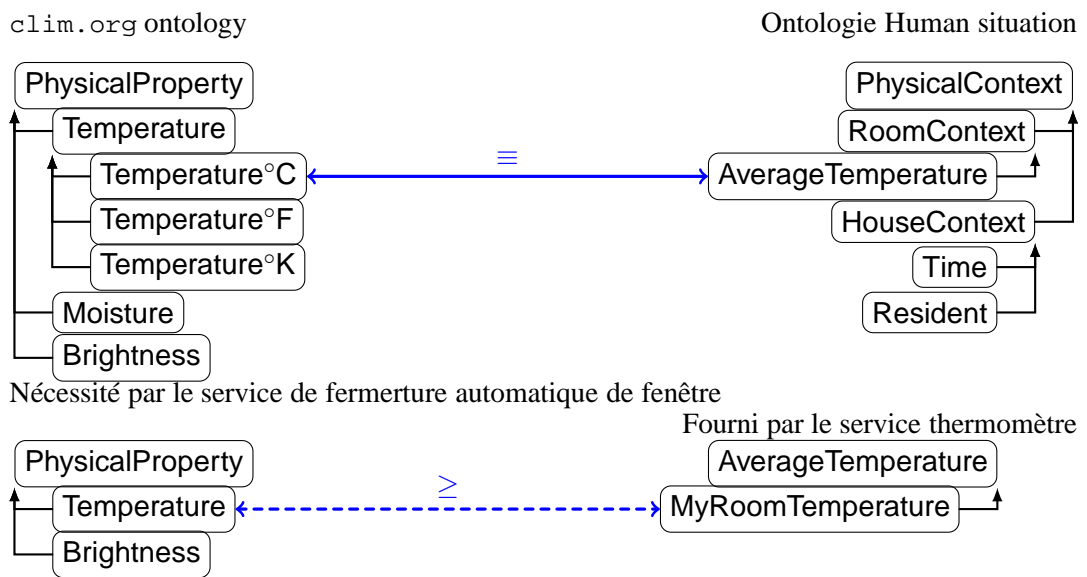 clim.org ontology
Ontologie Human situation
PhysicalProperty
PhysicalContext
Temperature
RoomContext
≡
Temperature°C
AverageTemperature
Temperature°F
HouseContext
Temperature°K
Time
Moisture
Resident
Brightness
Nécessité par le service de fermerture automatique de fenêtre
Fourni par le service thermomètre
PhysicalProperty
AverageTemperature
≥
Temperature
MyRoomTemperature
Brightness